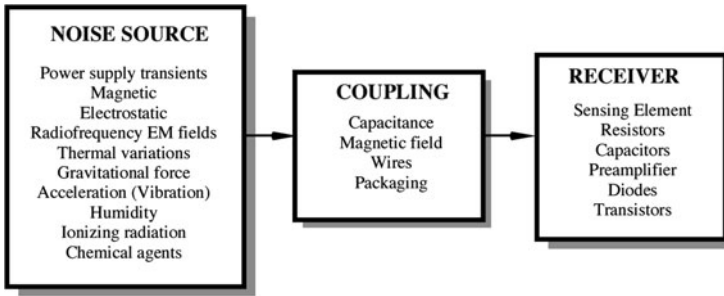 NOISE SOURCE
Power supply transients
Magnetic
Electrostatic
Radiofrequency EM fields
Thermal variations
Gravitational force
Acceleration (Vibration)
Humidity
Ionizing radiation
Chemical agents
COUPLING
Capacitance
Magnetic field
Wires
Packaging
RECEIVER
Sensing Element
Resistors
Capacitors
Preamplifier
Diodes
Transistors